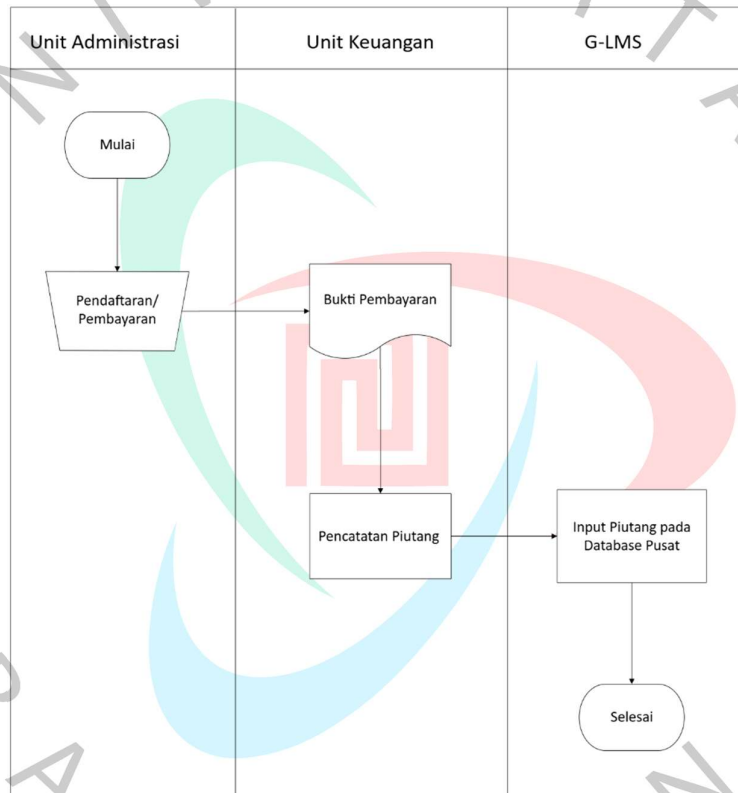 Unit Administrasi
Unit Keuangan
G-LMS
Mulai
Pendaftaran/
Pembayaran
Bukti Pembayaran
Pencatatan Piutang
Input Piutang pada
Database Pusat
Selesai